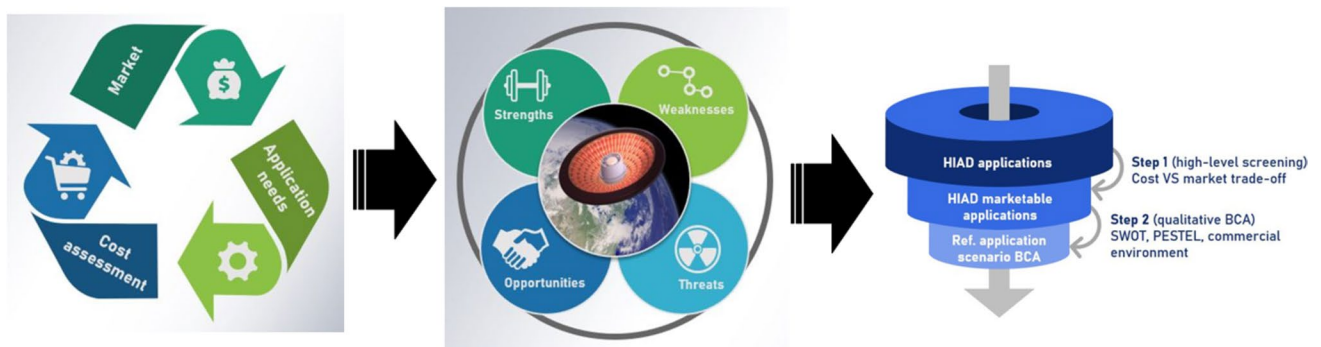 Market
$
Application
needs
Cost
assessment
Strengths
Weaknesses
Opportunities
Threats
HIAD applications
HIAD marketable
applications
Ref. application
scenario BCA
Step 1 (high-level screening)
Cost VS market trade-off
Step 2 (qualitative BCA)
SWOT, PESTEL, commercial
environment